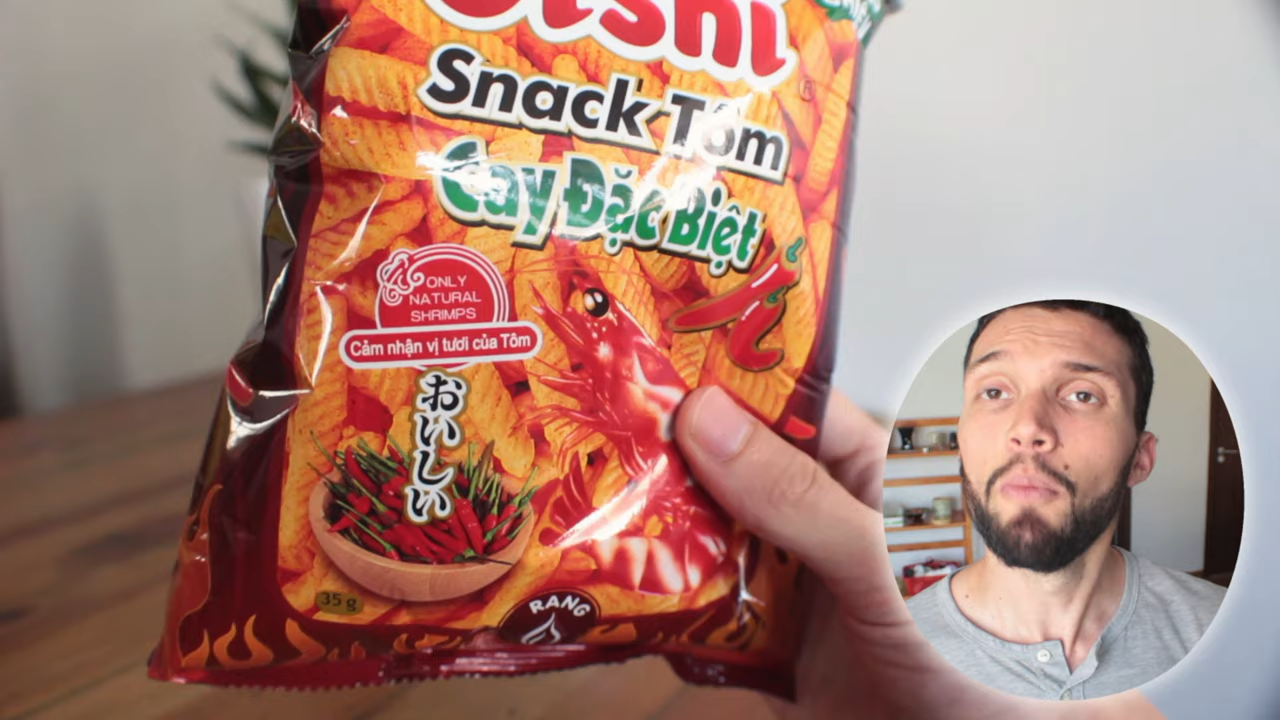 Oishi
®
Snack Tôm
Cay Đặc Biệt
ONLY
NATURAL
SHRIMPS
Cảm nhận vị tươi của Tôm
おいしい
35 g
RANG